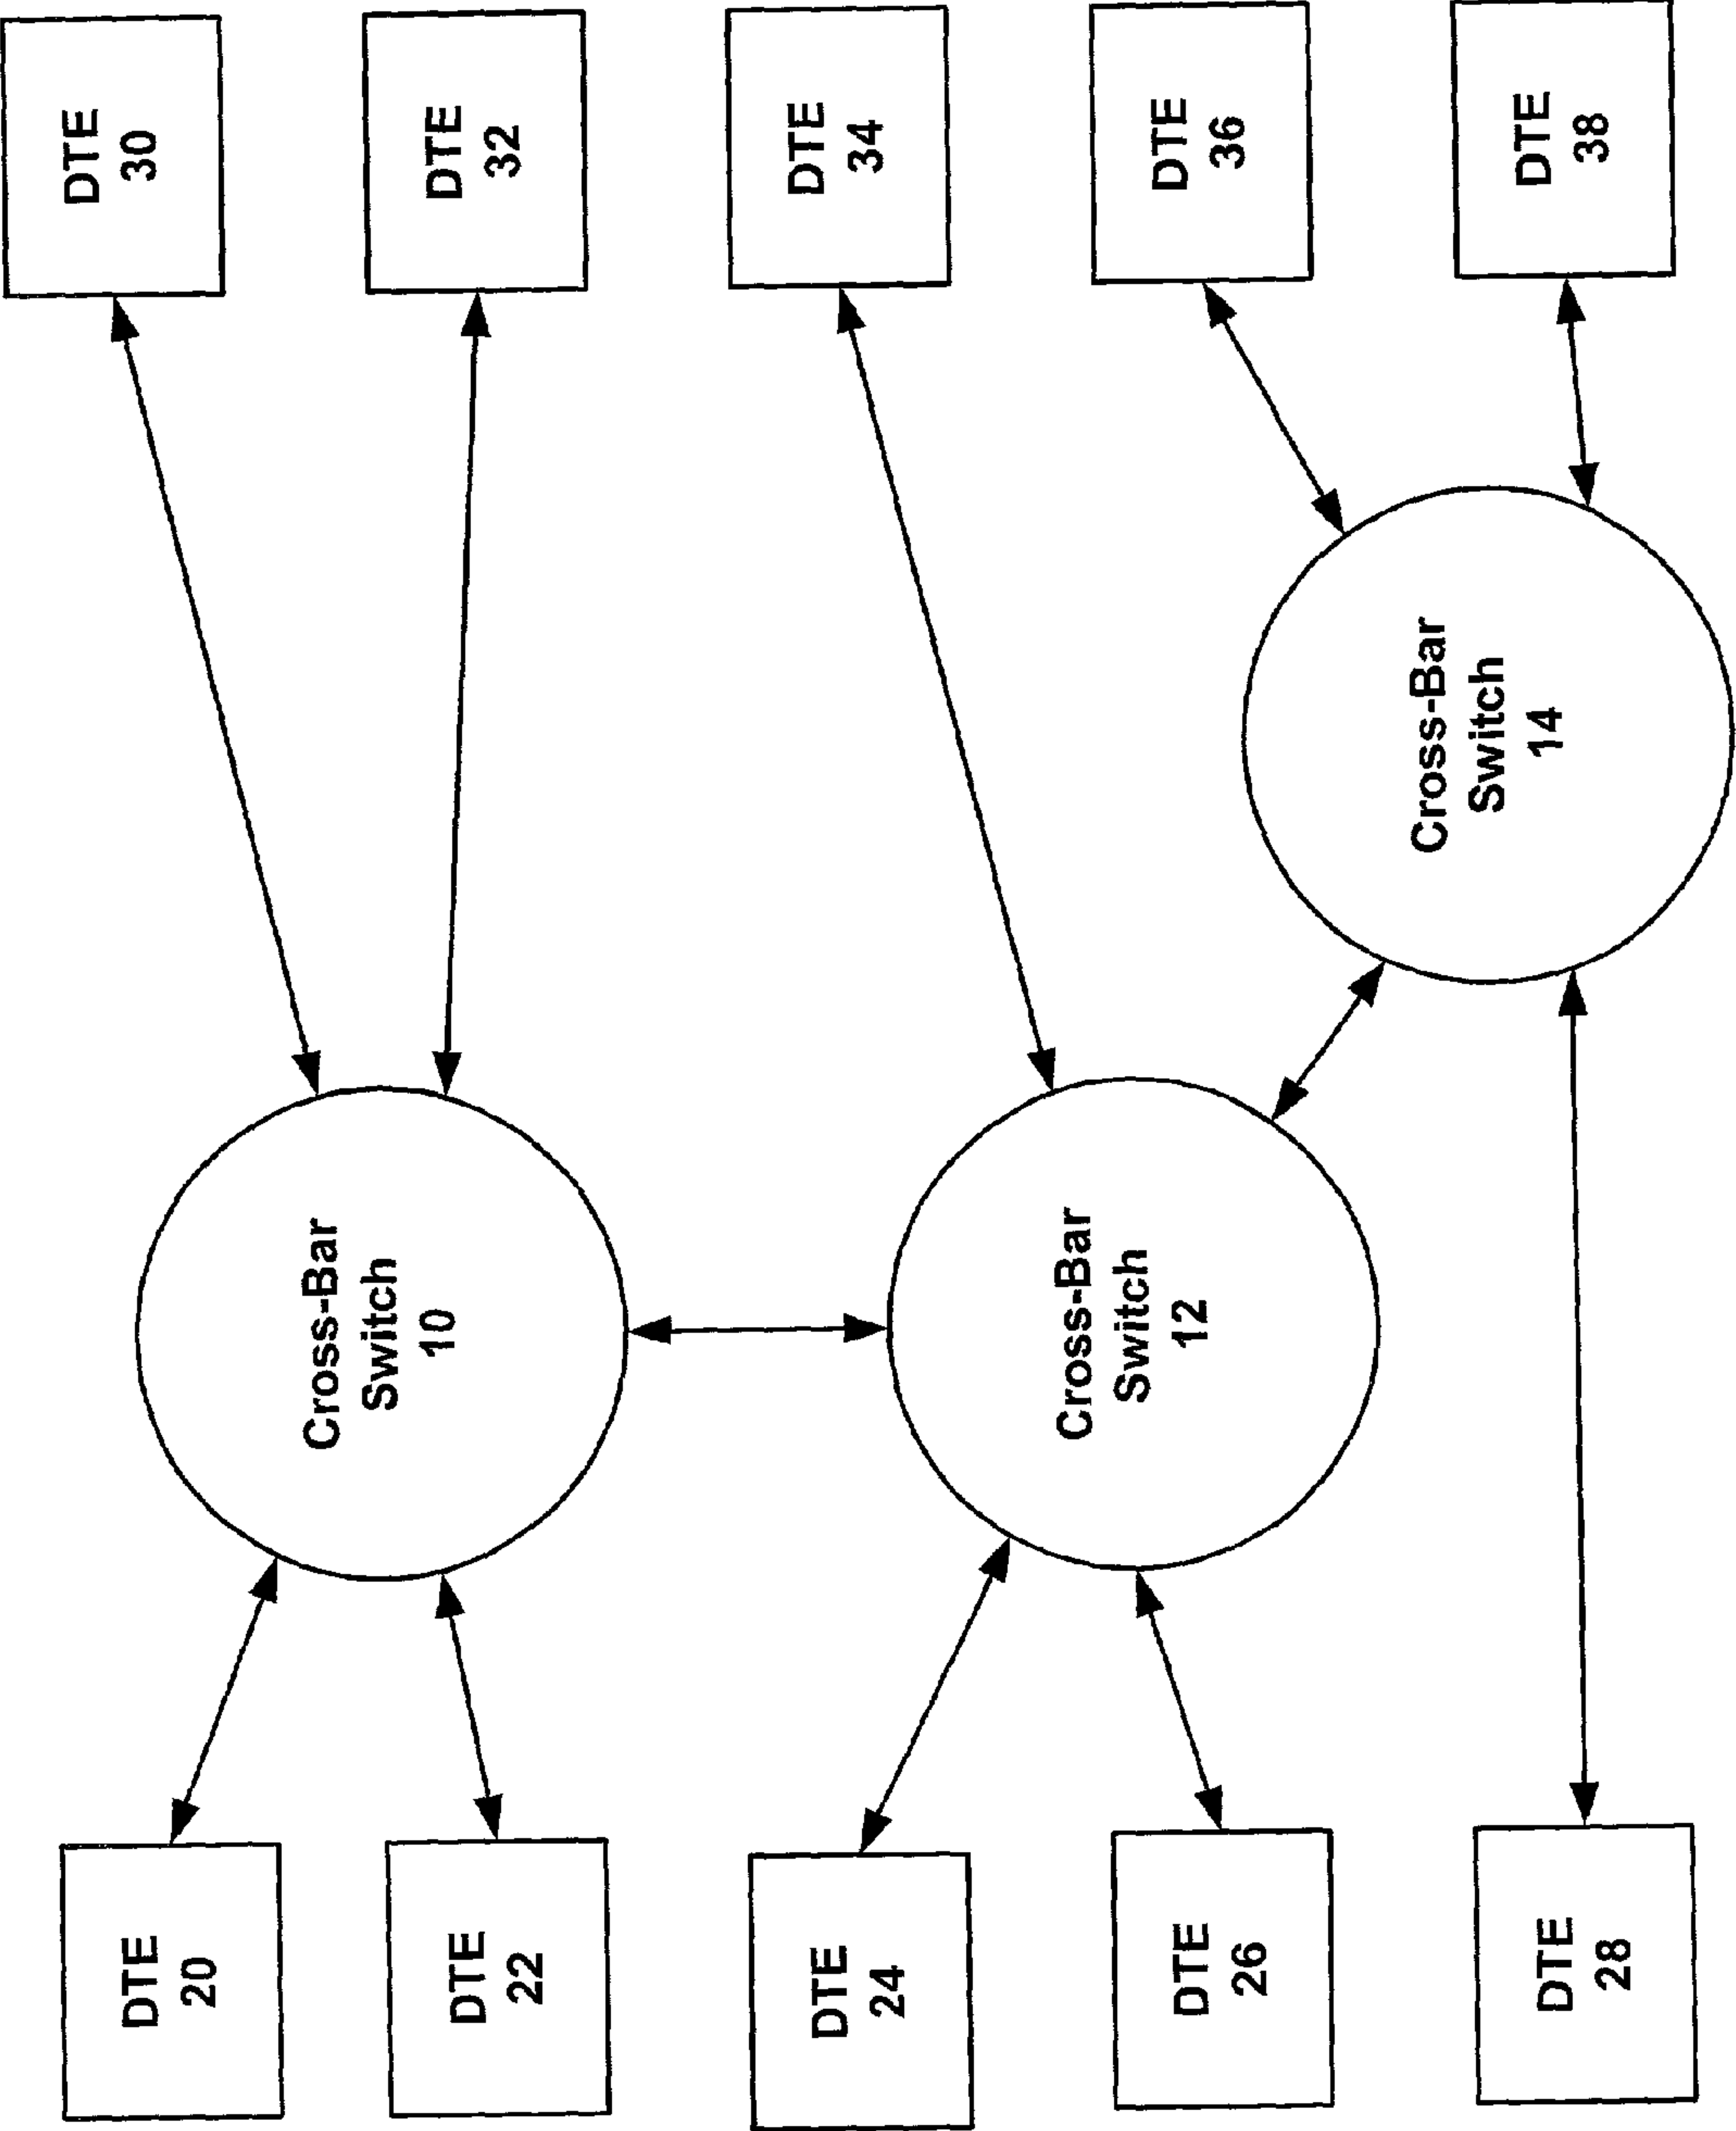 DTE
20
DTE
22
DTE
24
DTE
26
DTE
28
Cross-Bar
Switch
10
Cross-Bar
Switch
12
Cross-Bar
Switch
14
DTE
30
DTE
32
DTE
34
DTE
36
DTE
38